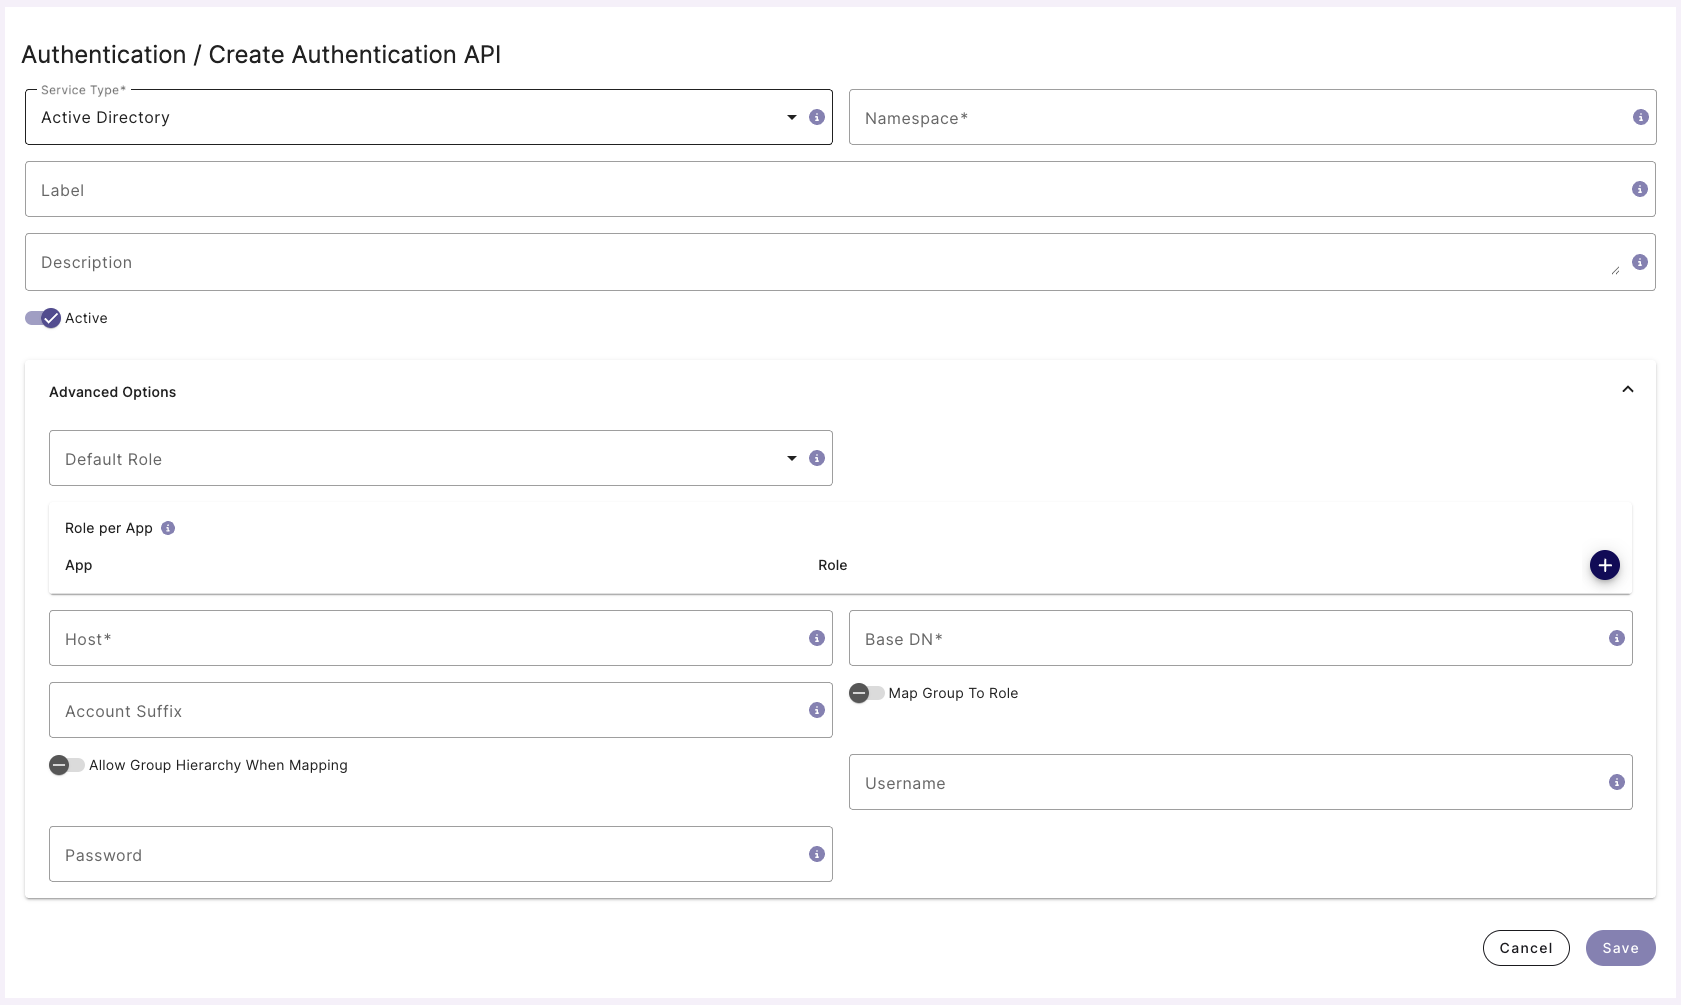 Authentication / Create Authentication API
Service Type*
Active Directory
Namespace*
Label
Description
Active
Advanced Options
Default Role
Role per App
App
Role
Host*
Base DN*
Account Suffix
Map Group To Role
Allow Group Hierarchy When Mapping
Username
Password
Cancel
Save